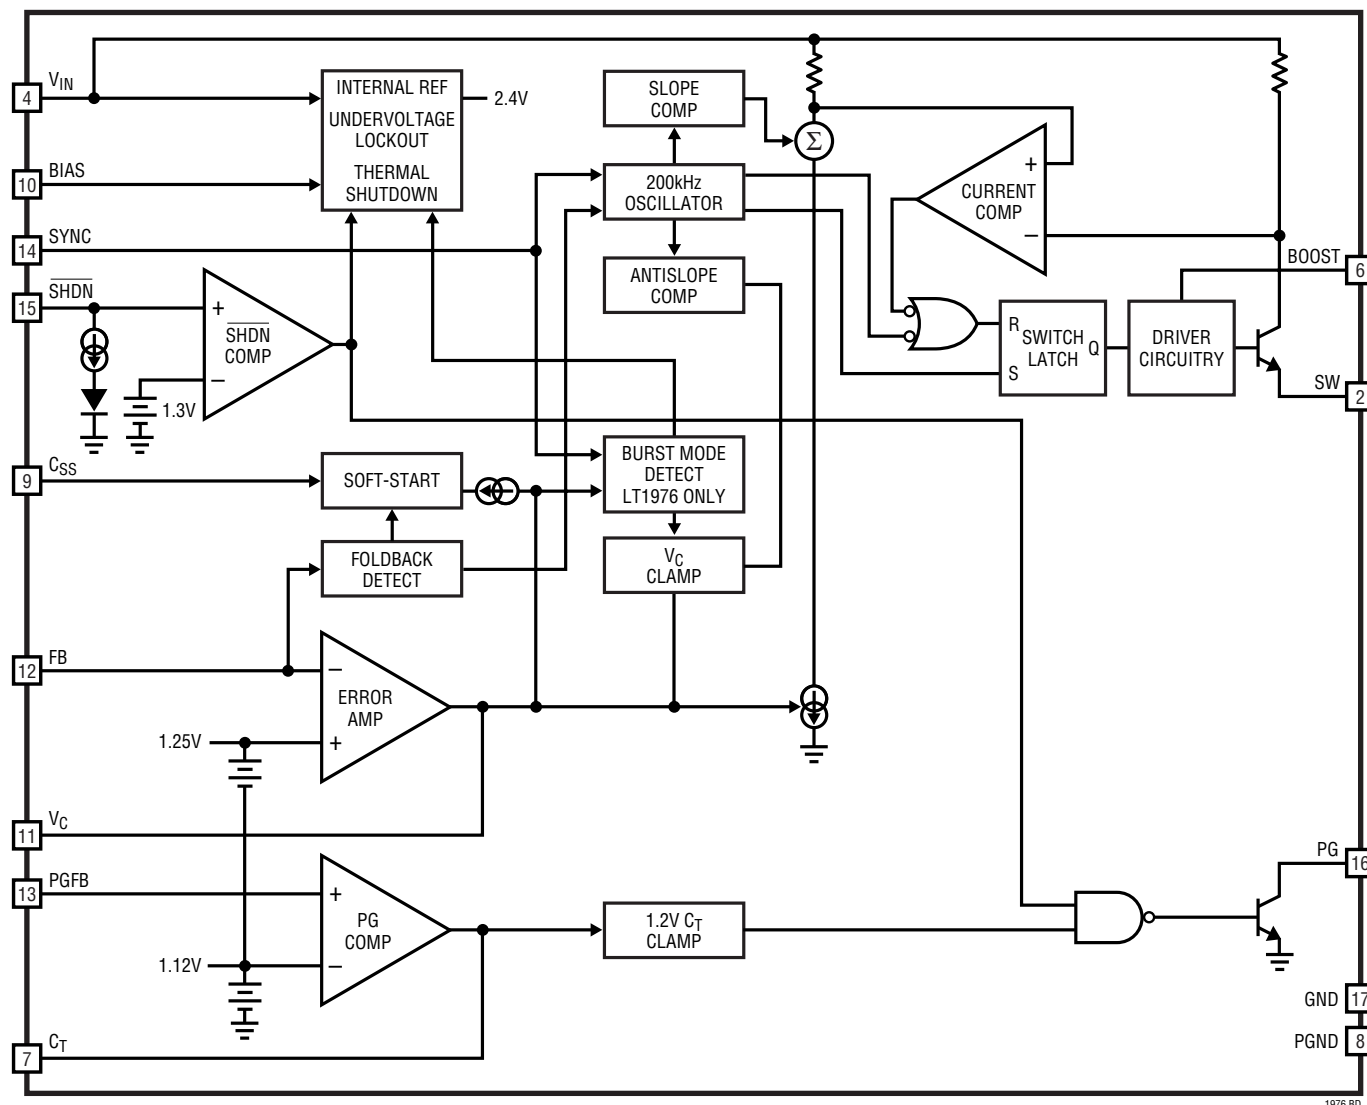 VIN
4
INTERNAL REF
UNDERVOLTAGE
LOCKOUT
THERMAL
SHUTDOWN
2.4V
SLOPE
COMP
Σ
BIAS
10
200kHz
OSCILLATOR
+
CURRENT
COMP
−
SYNC
14
ANTISLOPE
COMP
BOOST
6
SHDN
15
+
SHDN
COMP
−
1.3V
R
SWITCH
LATCH
Q
S
DRIVER
CIRCUITRY
SW
2
CSS
9
SOFT-START
BURST MODE
DETECT
LT1976 ONLY
FOLDBACK
DETECT
VC
CLAMP
FB
12
−
ERROR
AMP
1.25V
+
VC
11
PGFB
13
+
PG
COMP
1.12V
−
1.2V CT
CLAMP
PG
16
CT
7
GND
17
PGND
8
1976 BD